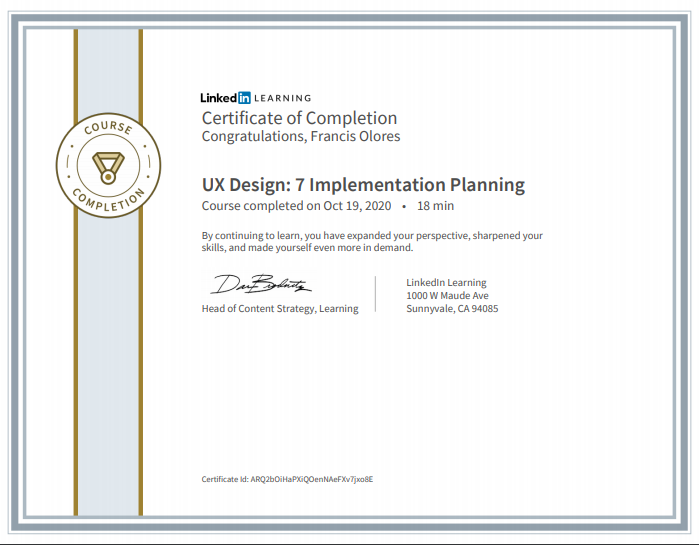 LinkedIn LEARNING
Certificate of Completion
Congratulations, Francis Olores
COURSE
COMPLETION
UX Design: 7 Implementation Planning
Course completed on Oct 19, 2020 • 18 min
By continuing to learn, you have expanded your perspective, sharpened your
skills, and made yourself even more in demand.
Head of Content Strategy, Learning
LinkedIn Learning
1000 W Maude Ave
Sunnyvale, CA 94085
Certificate Id: ARQ2bOiHaPXiQOenNAeFXv7jxo8E